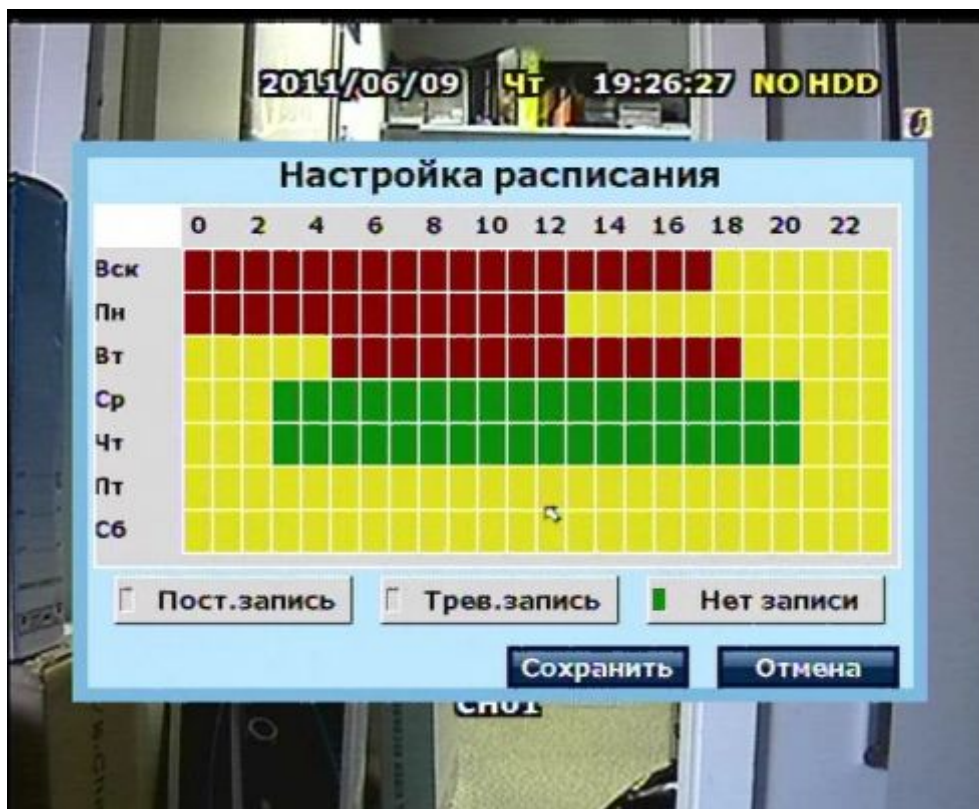 2011/06/09 Чт 19:26:27 NO HDD
Настройка расписания
0 2 4 6 8 10 12 14 16 18 20 22
Вск
Пн
Вт
Ср
Чт
Пт
Сб
Пост.запись Трев.запись Нет записи
Сохранить Отмена
CH01